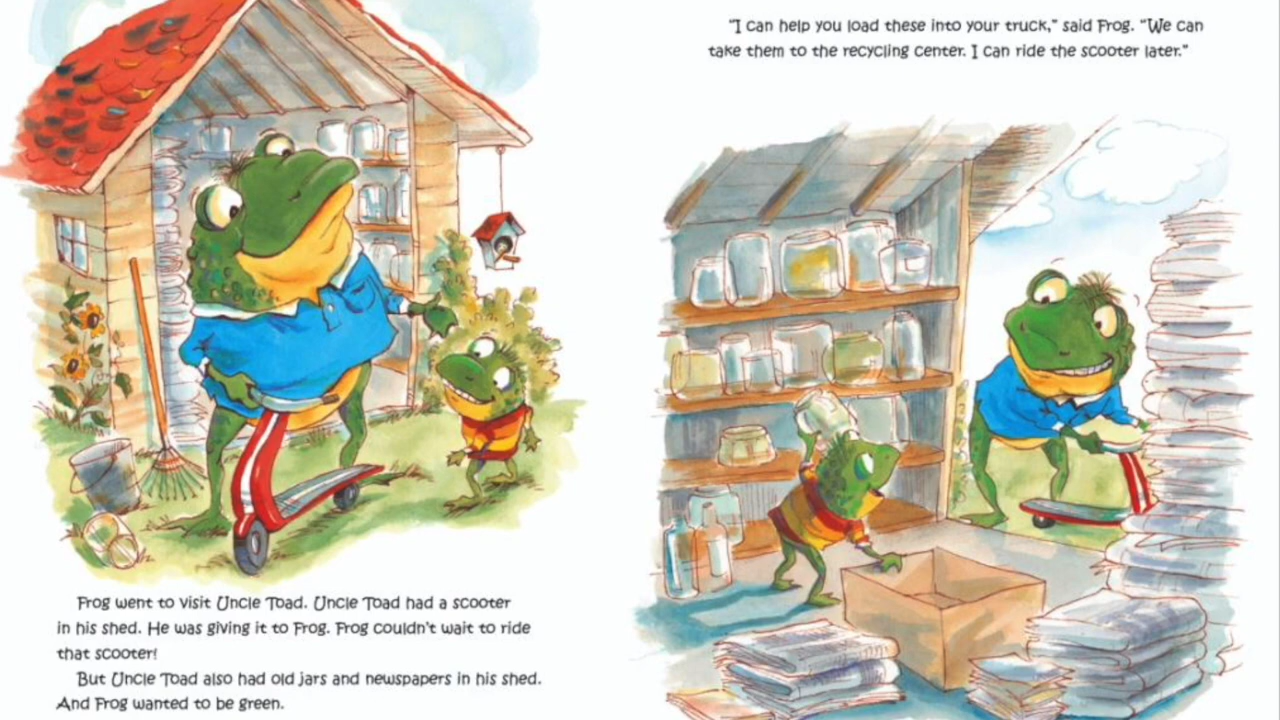 Frog went to visit Uncle Toad. Uncle Toad had a scooter
in his shed. He was giving it to Frog. Frog couldn't wait to ride
that scooter!
But Uncle Toad also had old jars and newspapers in his shed.
And Frog wanted to be green.
"I can help you load these into your truck," said Frog. "We can
take them to the recycling center. I can ride the scooter later."